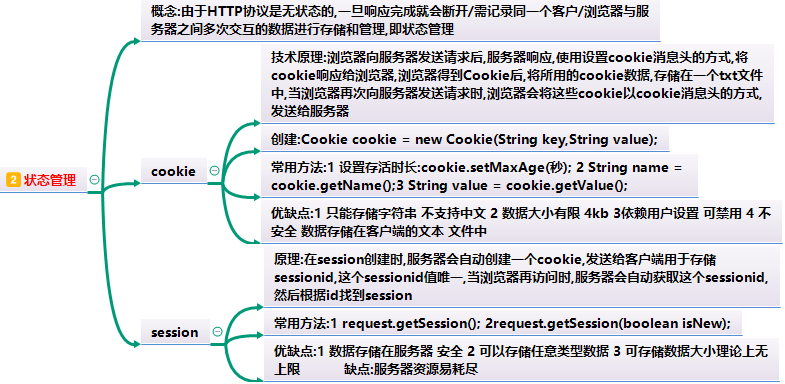 概念:由于HTTP协议是无状态的,一旦响应完成就会断开/需记录同一个客户/浏览器与服
务器之间多次交互的数据进行存储和管理,即状态管理
技术原理:浏览器向服务器发送请求后,服务器响应,使用设置cookie消息头的方式,将
cookie响应给浏览器,浏览器得到Cookie后,将所用的cookie数据,存储在一个txt文件
中,当浏览器再次向服务器发送请求时,浏览器会将这些cookie以cookie消息头的方式,
发送给服务器
创建:Cookie cookie = new Cookie(String key,String value);
2 状态管理
cookie
常用方法:1 设置存活时长:cookie.setMaxAge(秒); 2 String name =
cookie.getName();3 String value = cookie.getValue();
优缺点:1 只能存储字符串 不支持中文 2 数据大小有限 4kb 3依赖用户设置 可禁用 4 不
安全 数据存储在客户端的文本 文件中
原理:在session创建时,服务器会自动创建一个cookie,发送给客户端用于存储
sessionid,这个sessionid值唯一,当浏览器再访问时,服务器会自动获取这个sessionid,
然后根据id找到session
session
常用方法:1 request.getSession(); 2request.getSession(boolean isNew);
优缺点:1 数据存储在服务器 安全 2 可以存储任意类型数据 3 可存储数据大小理论上无
上限 缺点:服务器资源易耗尽